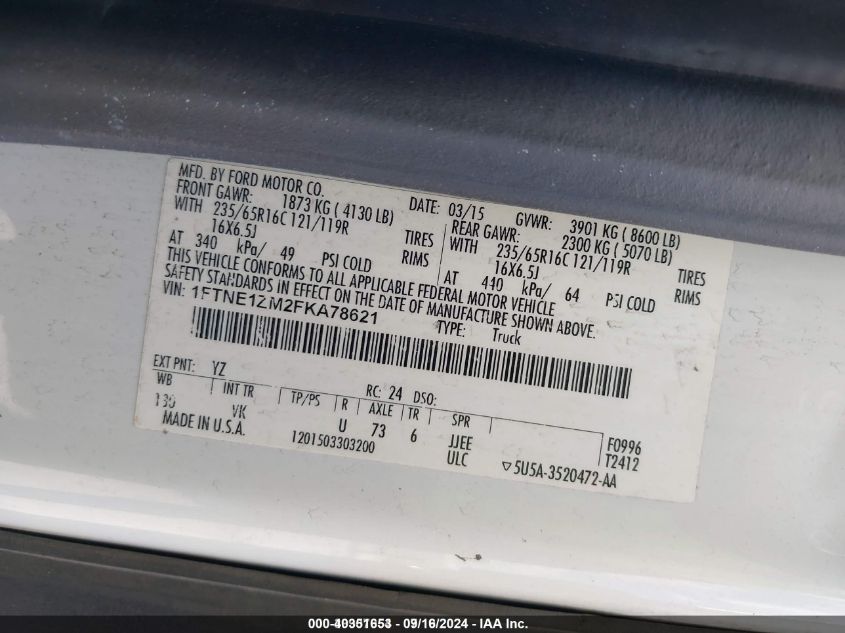 MFD. BY FORD MOTOR CO.
DATE: 03/15 GVWR: 3901 KG ( 8600 LB)
FRONT GAWR: 1873 KG ( 4130 LB) REAR GAWR: 2300 KG ( 5070 LB)
WITH 235/65R16C 121/119R TIRES WITH 235/65R16C 121/119R TIRES
16X6.5J RIMS 16X6.5J RIMS
AT 340 kPa/ 49 PSI COLD AT 440 kPa/ 64 PSI COLD
THIS VEHICLE CONFORMS TO ALL APPLICABLE FEDERAL MOTOR VEHICLE
SAFETY STANDARDS IN EFFECT ON THE DATE OF MANUFACTURE SHOWN ABOVE.
VIN: 1FTNE1ZM2FKA78621 TYPE: Truck
EXT PNT: YZ RC: 24 DSO:
WB INT TR TP/PS R AXLE TR SPR
130 VK U 73 6 JJEE F0996
MADE IN U.S.A. 1201503303200 ULC T2412
▽5U5A-3520472-AA
000-40351653 - 09/16/2024 - IAA, Inc.